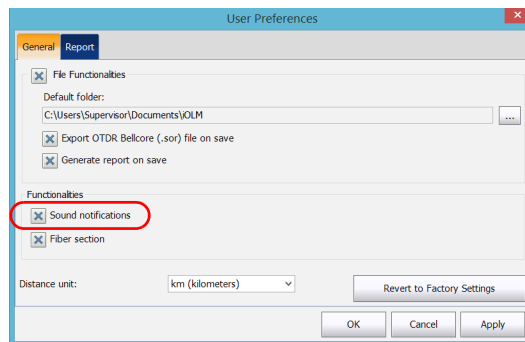 User Preferences
General Report
File Functionalities
Default folder:
C:\Users\Supervisor\Documents\iOLM
...
Export OTDR Bellcore (.sor) file on save
Generate report on save
Functionalities
Sound notifications
Fiber section
Distance unit: km (kilometers) Revert to Factory Settings
OK Cancel Apply